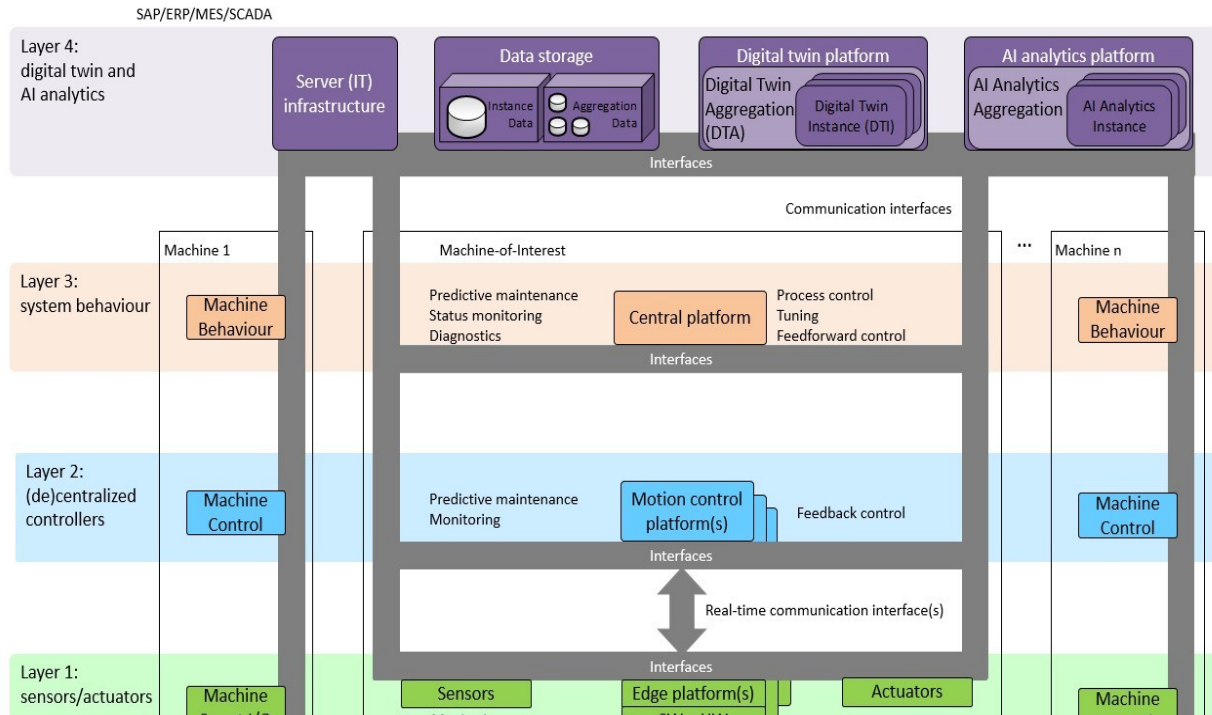 SAP/ERP/MES/SCADA
Layer 4:
digital twin and
AI analytics
Server (IT)
infrastructure
Data storage
Instance
Data
Aggregation
Data
Digital twin platform
Digital Twin
Aggregation
(DTA)
Digital Twin
Instance (DTI)
AI analytics platform
AI Analytics
Aggregation
AI Analytics
Instance
Interfaces
Communication interfaces
Machine 1
Machine-of-Interest
...
Machine n
Layer 3:
system behaviour
Machine
Behaviour
Predictive maintenance
Status monitoring
Diagnostics
Central platform
Process control
Tuning
Feedforward control
Machine
Behaviour
Interfaces
Layer 2:
(de)centralized
controllers
Machine
Control
Predictive maintenance
Monitoring
Motion control
platform(s)
Feedback control
Machine
Control
Interfaces
Real-time communication interface(s)
Interfaces
Layer 1:
sensors/actuators
Machine
Sensors
Edge platform(s)
Actuators
Machine